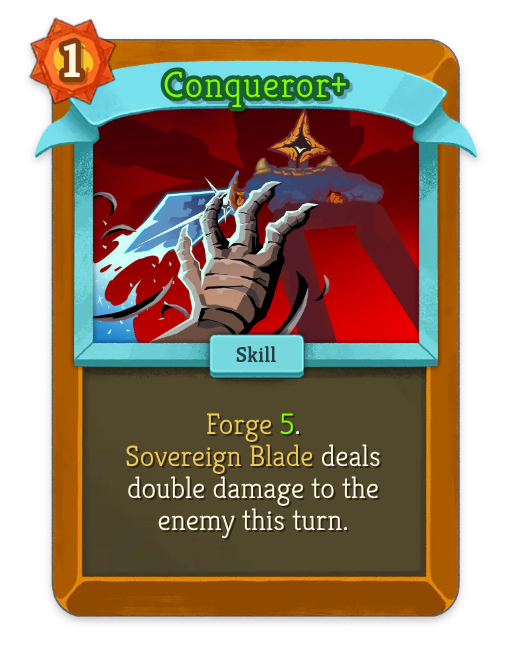 1
Conqueror+
Skill
Forge 5.
Sovereign Blade deals
double damage to the
enemy this turn.